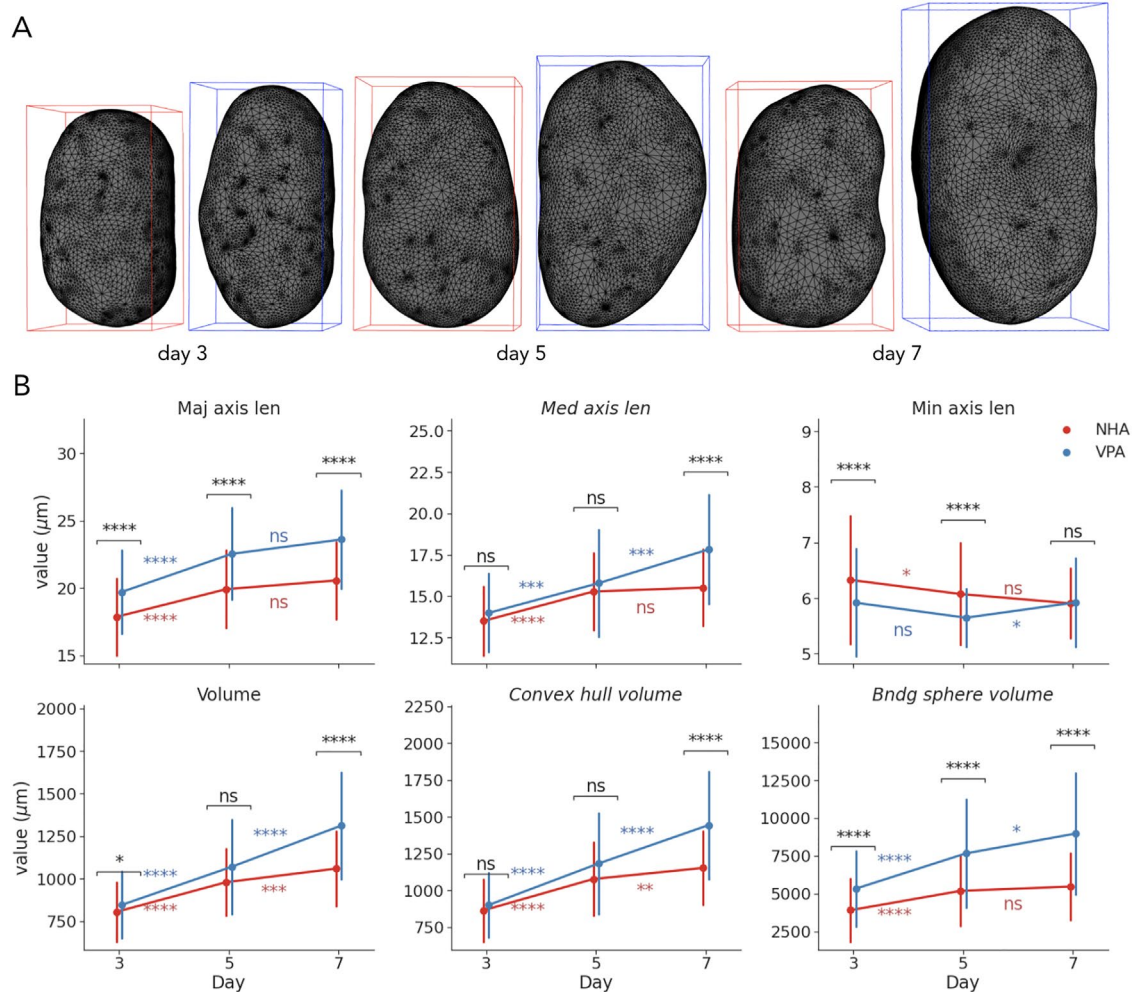 A
day 3
day 5
day 7
B
Maj axis len
Med axis len
Min axis len
NHA
VPA
value (μm)
30
25
20
15
****
****
****
****
ns
****
ns
25.0
22.5
20.0
17.5
15.0
12.5
ns
ns
****
***
***
****
ns
9
8
7
6
5
****
****
ns
*
ns
ns
*
Volume
Convex hull volume
Bndg sphere volume
value (μm)
2000
1750
1500
1250
1000
750
*
ns
****
****
****
****
***
3
5
7
Day
2250
2000
1750
1500
1250
1000
750
ns
ns
****
****
****
****
**
3
5
7
Day
15000
12500
10000
7500
5000
2500
****
****
****
****
*
****
ns
3
5
7
Day